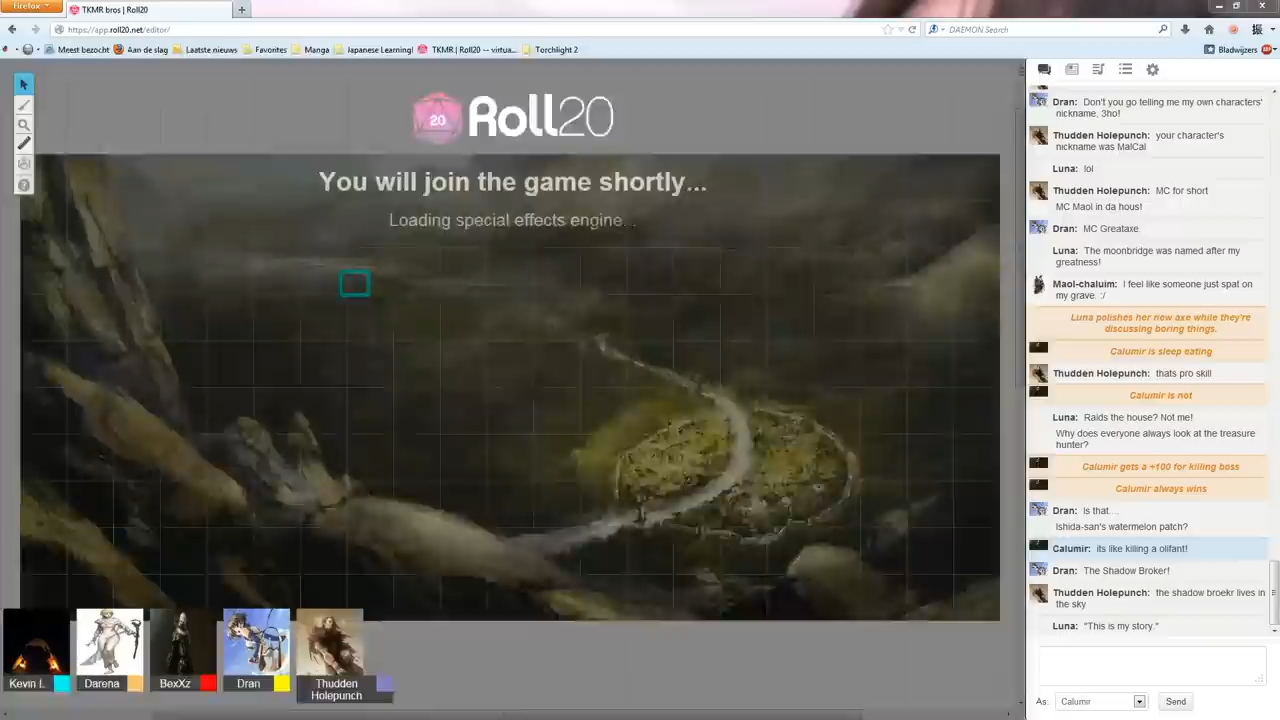 Firefox
TKMR bros | Roll20
https://app.roll20.net/editor/
DAEMON Search
Meest bezocht
Aan de slag
Laatste nieuws
Favorites
Manga
Japanese Learning!
TKMR | Roll20 -- virtua...
Torchlight 2
Bladwijzers
20
Roll20
You will join the game shortly...
Loading special effects engine...
Dran: Don't you go telling me my own characters'
nickname, 3ho!
Thudden Holepunch: your character's
nickname was MalCal
Luna: lol
Thudden Holepunch: MC for short
MC Maol in da hous!
Dran: MC Greataxe
Luna: The moonbridge was named after my
greatness!
Maol-chaluim: I feel like someone just spat on
my grave. :/
Luna polishes her new axe while they're
discussing boring things.
Calumir is sleep eating
Thudden Holepunch: thats pro skill
Calumir is not
Luna: Raids the house? Not me!
Why does everyone always look at the treasure
hunter?
Calumir gets a +100 for killing boss
Calumir always wins
Dran: Is that....
Ishida-san's watermelon patch?
Calumir: its like killing a olifant!
Dran: The Shadow Broker!
Thudden Holepunch: the shadow broekr lives in
the sky
Luna: "This is my story."
Kevin I.
Darena
BexXz
Dran
Thudden
Holepunch
As: Calumir
Send